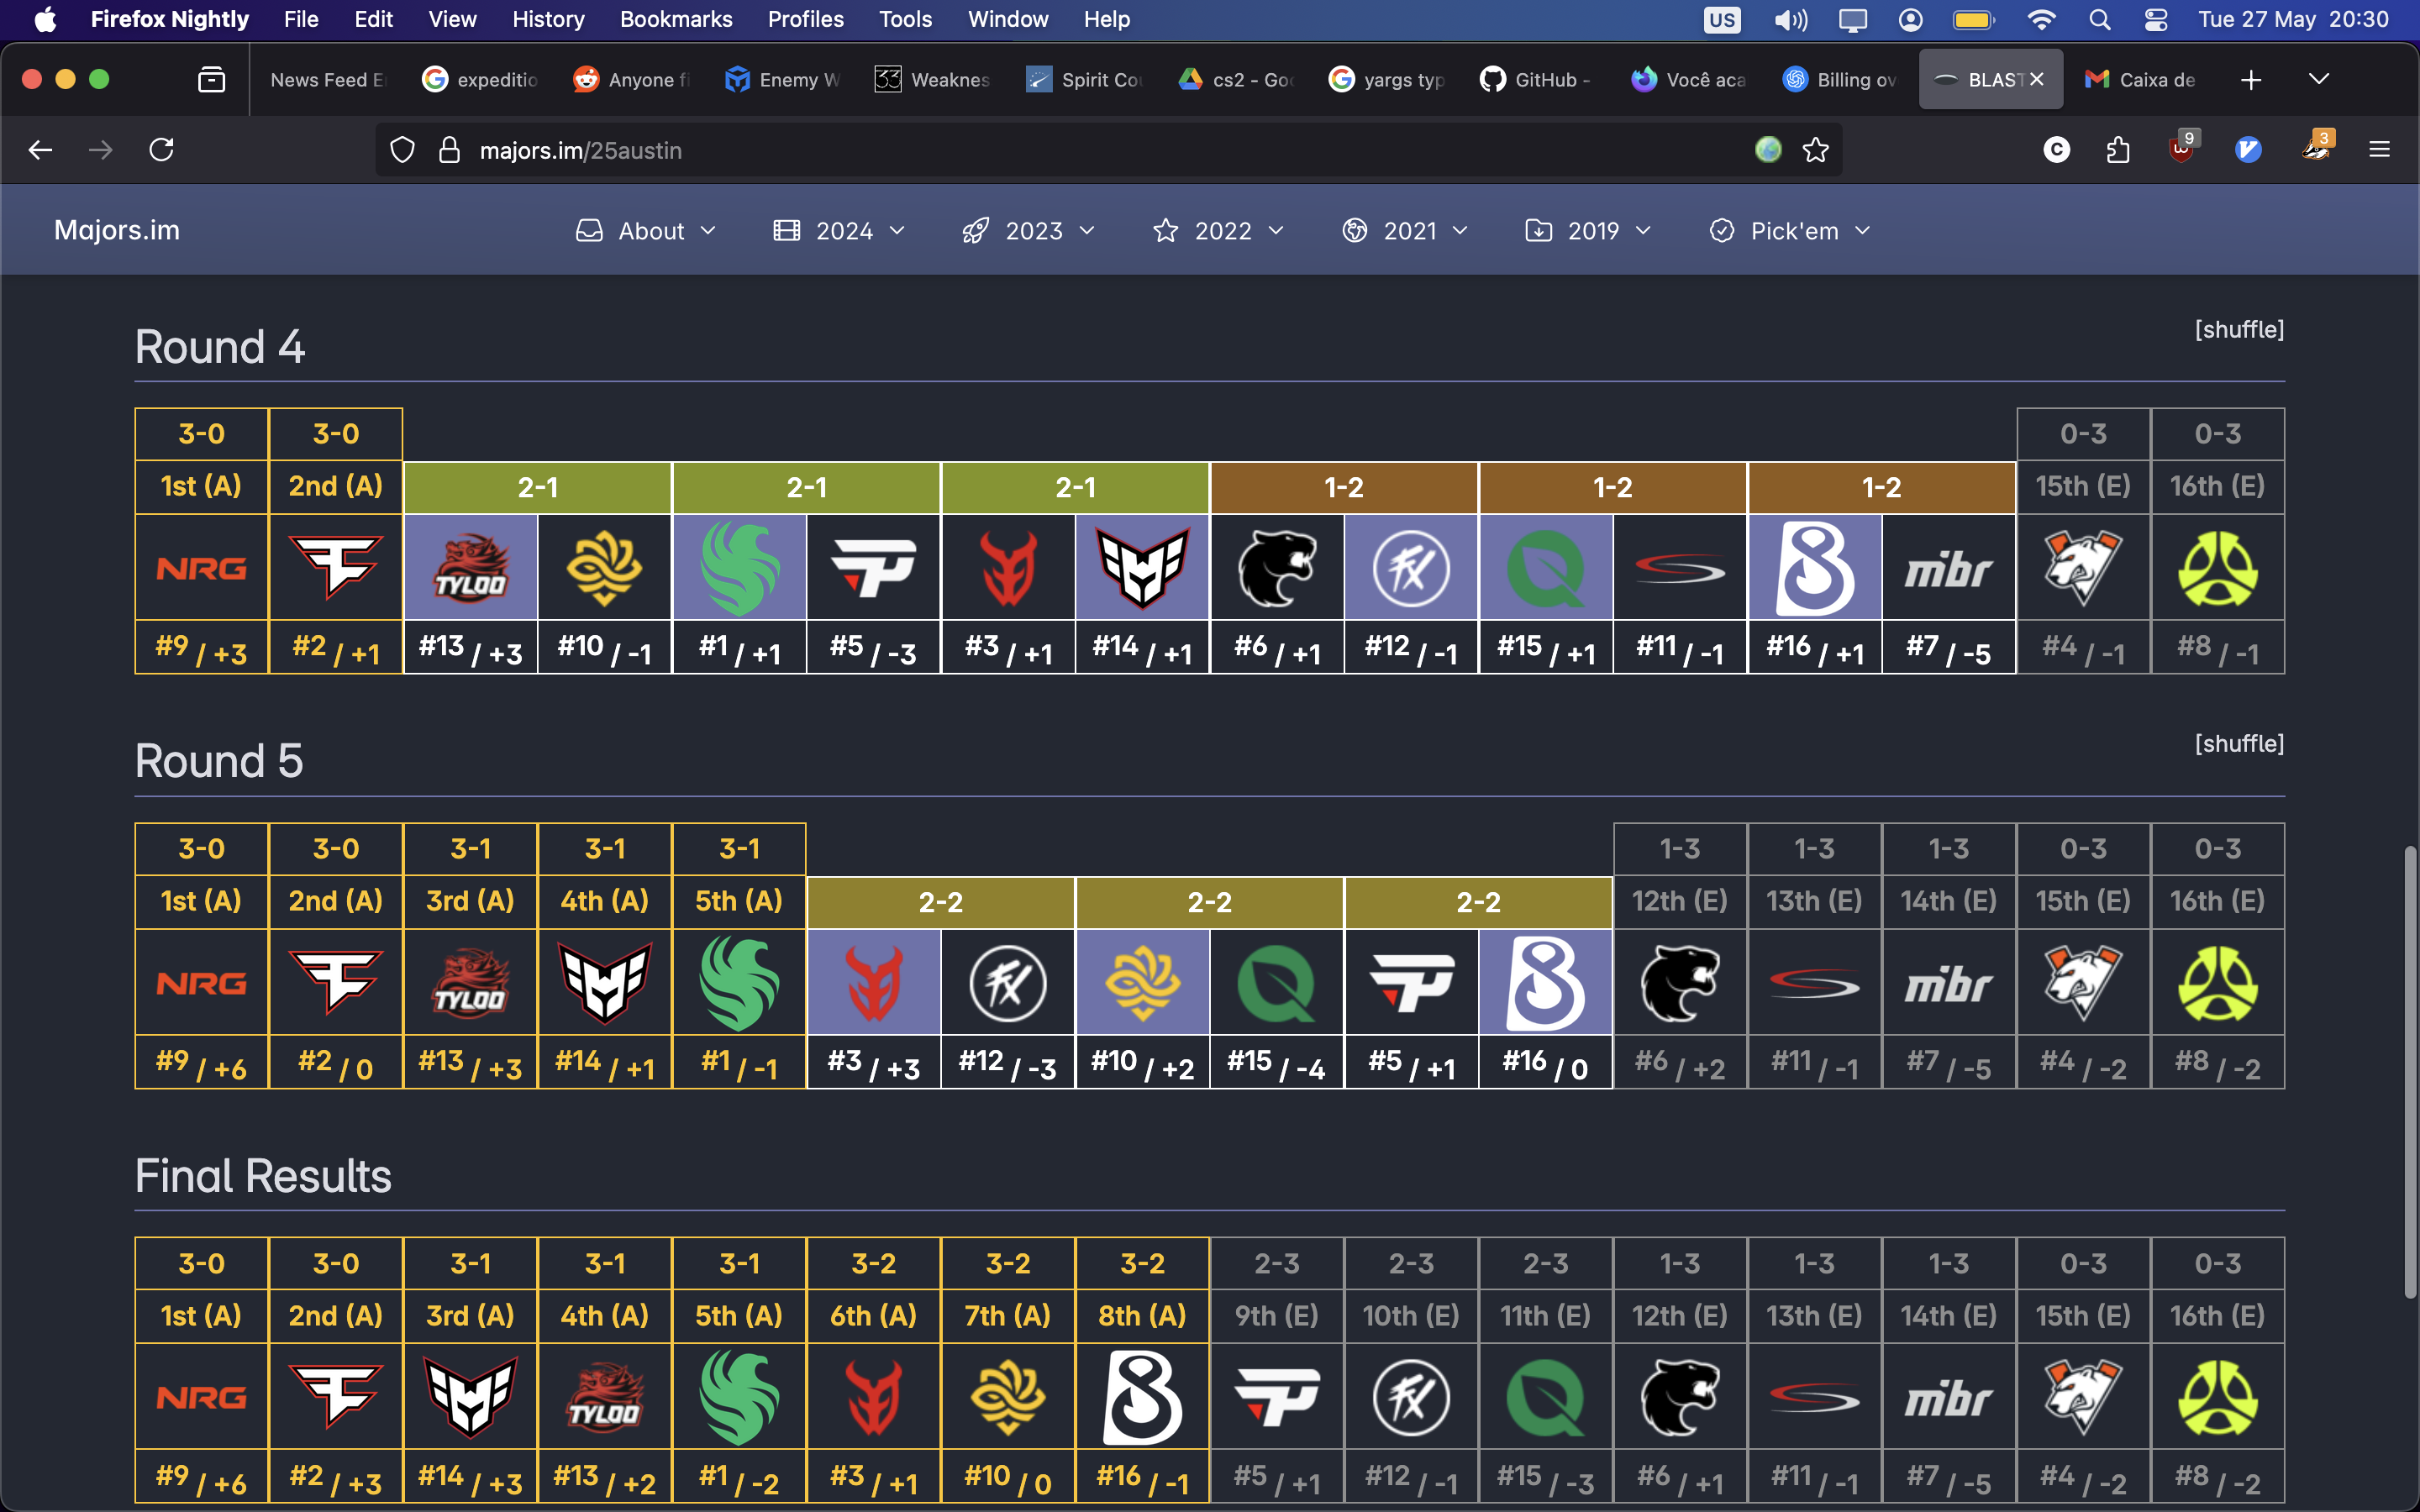 Firefox Nightly File Edit View History Bookmarks Profiles Tools Window Help US Tue 27 May 20:30
News Feed E expeditio Anyone fi Enemy W 33 Weaknes Spirit Cou cs2 - Goo yargs typ GitHub - Você aca Billing ov BLAST Caixa de
majors.im/25austin C 9 3
Majors.im About 2024 2023 2022 2021 2019 Pick'em
Round 4 [shuffle]
3-0 3-0 0-3 0-3
1st (A) 2nd (A) 2-1 2-1 2-1 1-2 1-2 1-2 15th (E) 16th (E)
NRG TYLOO FX B mibr
#9 / +3 #2 / +1 #13 / +3 #10 / -1 #1 / +1 #5 / -3 #3 / +1 #14 / +1 #6 / +1 #12 / -1 #15 / +1 #11 / -1 #16 / +1 #7 / -5 #4 / -1 #8 / -1
Round 5 [shuffle]
3-0 3-0 3-1 3-1 3-1 1-3 1-3 1-3 0-3 0-3
1st (A) 2nd (A) 3rd (A) 4th (A) 5th (A) 2-2 2-2 2-2 12th (E) 13th (E) 14th (E) 15th (E) 16th (E)
NRG TYLOO FX B mibr
#9 / +6 #2 / 0 #13 / +3 #14 / +1 #1 / -1 #3 / +3 #12 / -3 #10 / +2 #15 / -4 #5 / +1 #16 / 0 #6 / +2 #11 / -1 #7 / -5 #4 / -2 #8 / -2
Final Results
3-0 3-0 3-1 3-1 3-1 3-2 3-2 3-2 2-3 2-3 2-3 1-3 1-3 1-3 0-3 0-3
1st (A) 2nd (A) 3rd (A) 4th (A) 5th (A) 6th (A) 7th (A) 8th (A) 9th (E) 10th (E) 11th (E) 12th (E) 13th (E) 14th (E) 15th (E) 16th (E)
NRG TYLOO B FX mibr
#9 / +6 #2 / +3 #14 / +3 #13 / +2 #1 / -2 #3 / +1 #10 / 0 #16 / -1 #5 / +1 #12 / -1 #15 / -3 #6 / +1 #11 / -1 #7 / -5 #4 / -2 #8 / -2